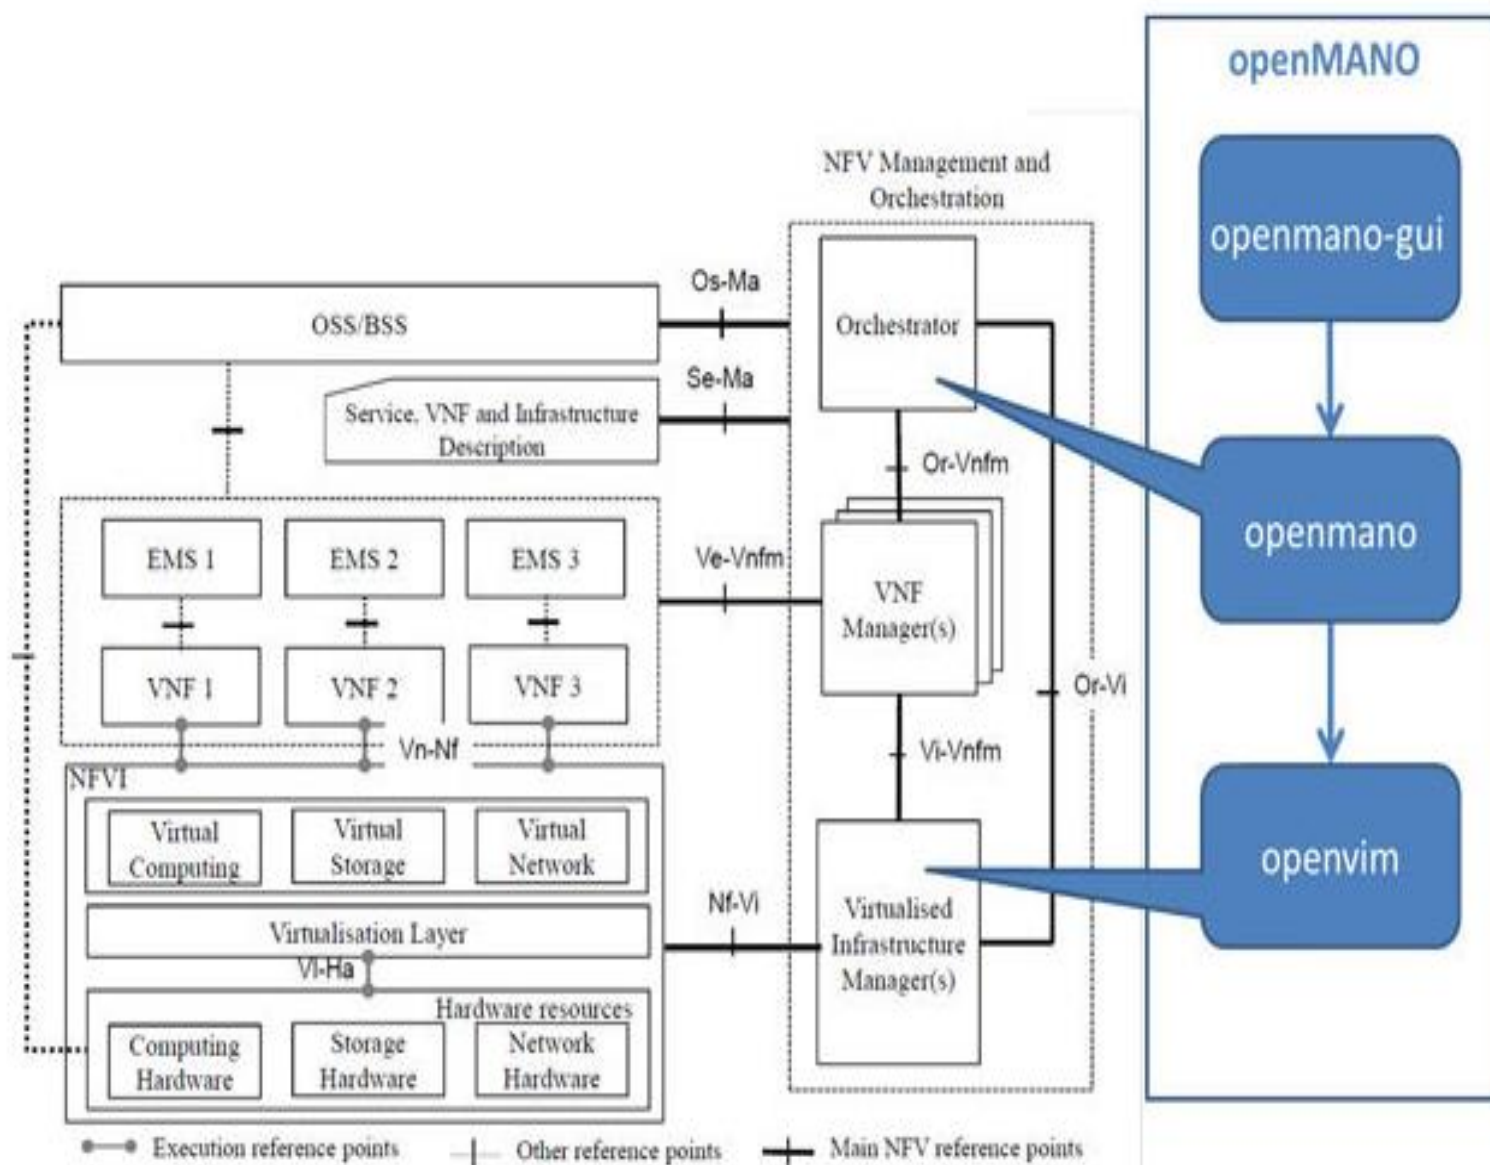 openMANO
NFV Management and
Orchestration
openmano-gui
Os-Ma
OSS/BSS
Orchestrator
Se-Ma
Service, VNF and Infrastructure
Description
Or-Vnfm
openmano
EMS 1
EMS 2
EMS 3
Ve-Vnfm
VNF
Manager(s)
VNF 1
VNF 2
VNF 3
Or-Vi
Vn-Nf
Vi-Vnfm
NFVI
Virtual
Computing
Virtual
Storage
Virtual
Network
openvim
Nf-Vi
Virtualised
Infrastructure
Manager(s)
Virtualisation Layer
Vl-Ha
Hardware resources
Computing
Hardware
Storage
Hardware
Network
Hardware
Execution reference points
Other reference points
Main NFV reference points